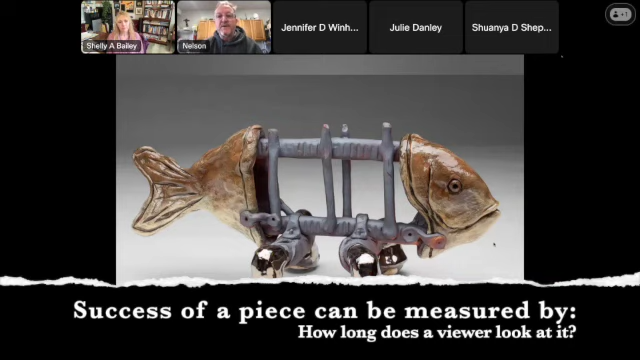 Jennifer D Winh...
Julie Danley
Shuanya D Shep...
Shelly A Bailey
Nelson
+1
Success of a piece can be measured by:
How long does a viewer look at it?